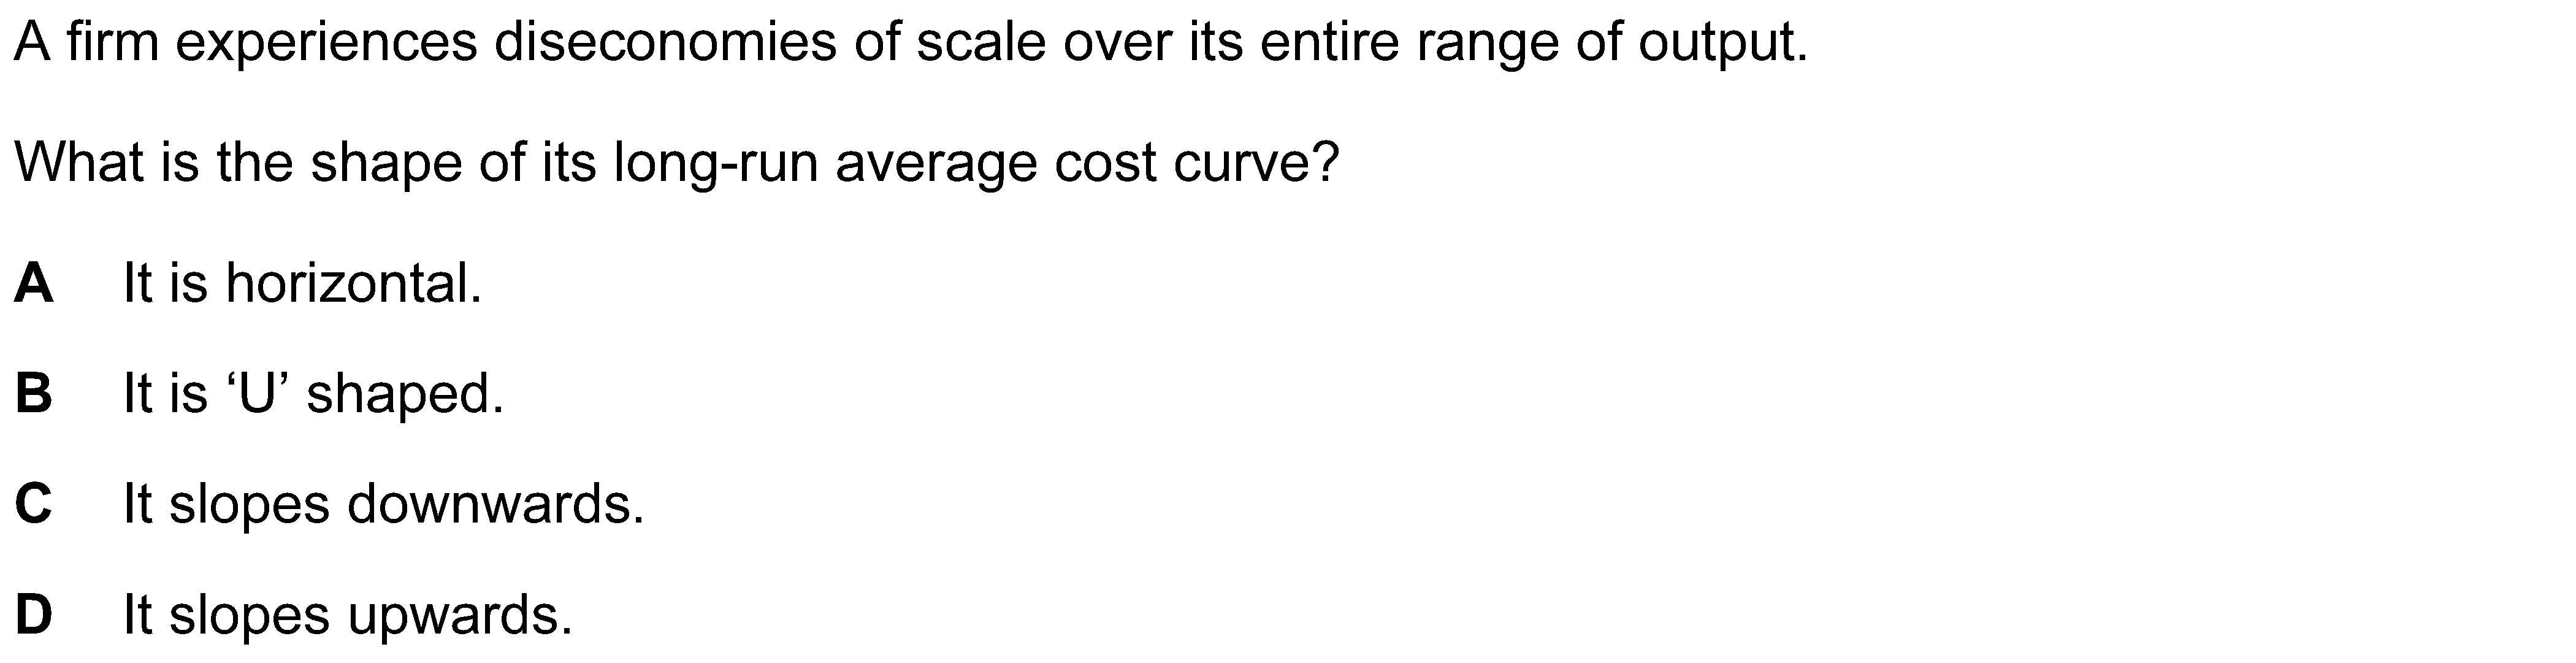 A firm experiences diseconomies of scale over its entire range of output.
What is the shape of its long-run average cost curve?
A It is horizontal.
B It is ‘U’ shaped.
C It slopes downwards.
D It slopes upwards.